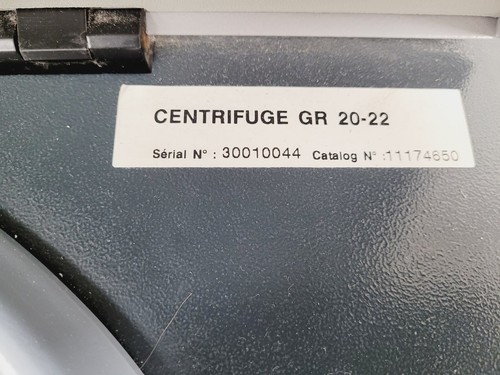 CENTRIFUGE GR 20-22
Sérial N° : 30010044 Catalog N° :11174650